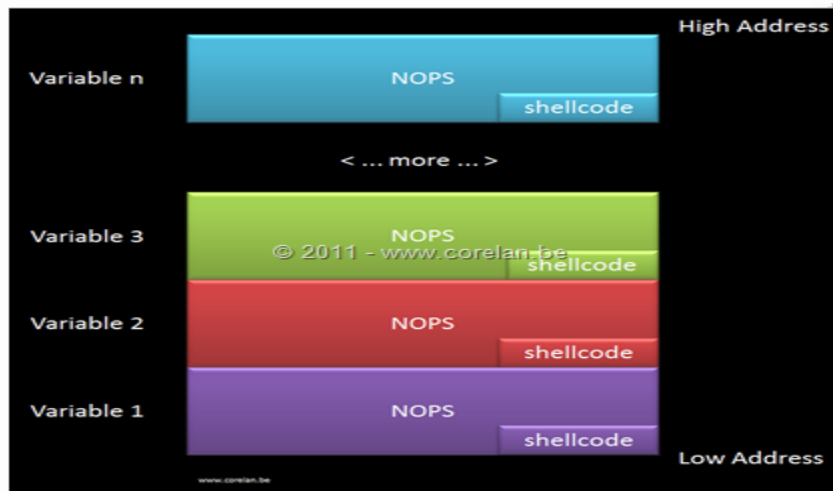 High Address
Variable n
NOPS
shellcode
< ... more ... >
Variable 3
NOPS
© 2011 - www.corelan.be
shellcode
Variable 2
NOPS
shellcode
Variable 1
NOPS
shellcode
Low Address
www.corelan.be